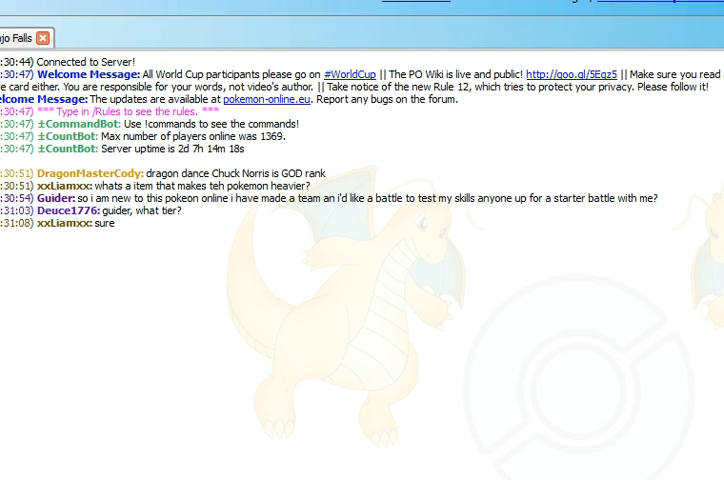 jo Falls
:30:44) Connected to Server!
:30:47) Welcome Message: All World Cup participants please go on #WorldCup || The PO Wiki is live and public! http://goo.gl/5Eqz5 || Make sure you read
e card either. You are responsible for your words, not video's author. || Take notice of the new Rule 12, which tries to protect your privacy. Please follow it!
elcome Message: The updates are available at pokemon-online.eu. Report any bugs on the forum.
:30:47) *** Type in /Rules to see the rules. ***
:30:47) ±CommandBot: Use !commands to see the commands!
:30:47) ±CountBot: Max number of players online was 1369.
:30:47) ±CountBot: Server uptime is 2d 7h 14m 18s
:30:51) DragonMasterCody: dragon dance Chuck Norris is GOD rank
:30:51) xxLiamxx: whats a item that makes teh pokemon heavier?
:30:54) Guider: so i am new to this pokeon online i have made a team an i'd like a battle to test my skills anyone up for a starter battle with me?
:31:03) Deuce1776: guider, what tier?
:31:08) xxLiamxx: sure